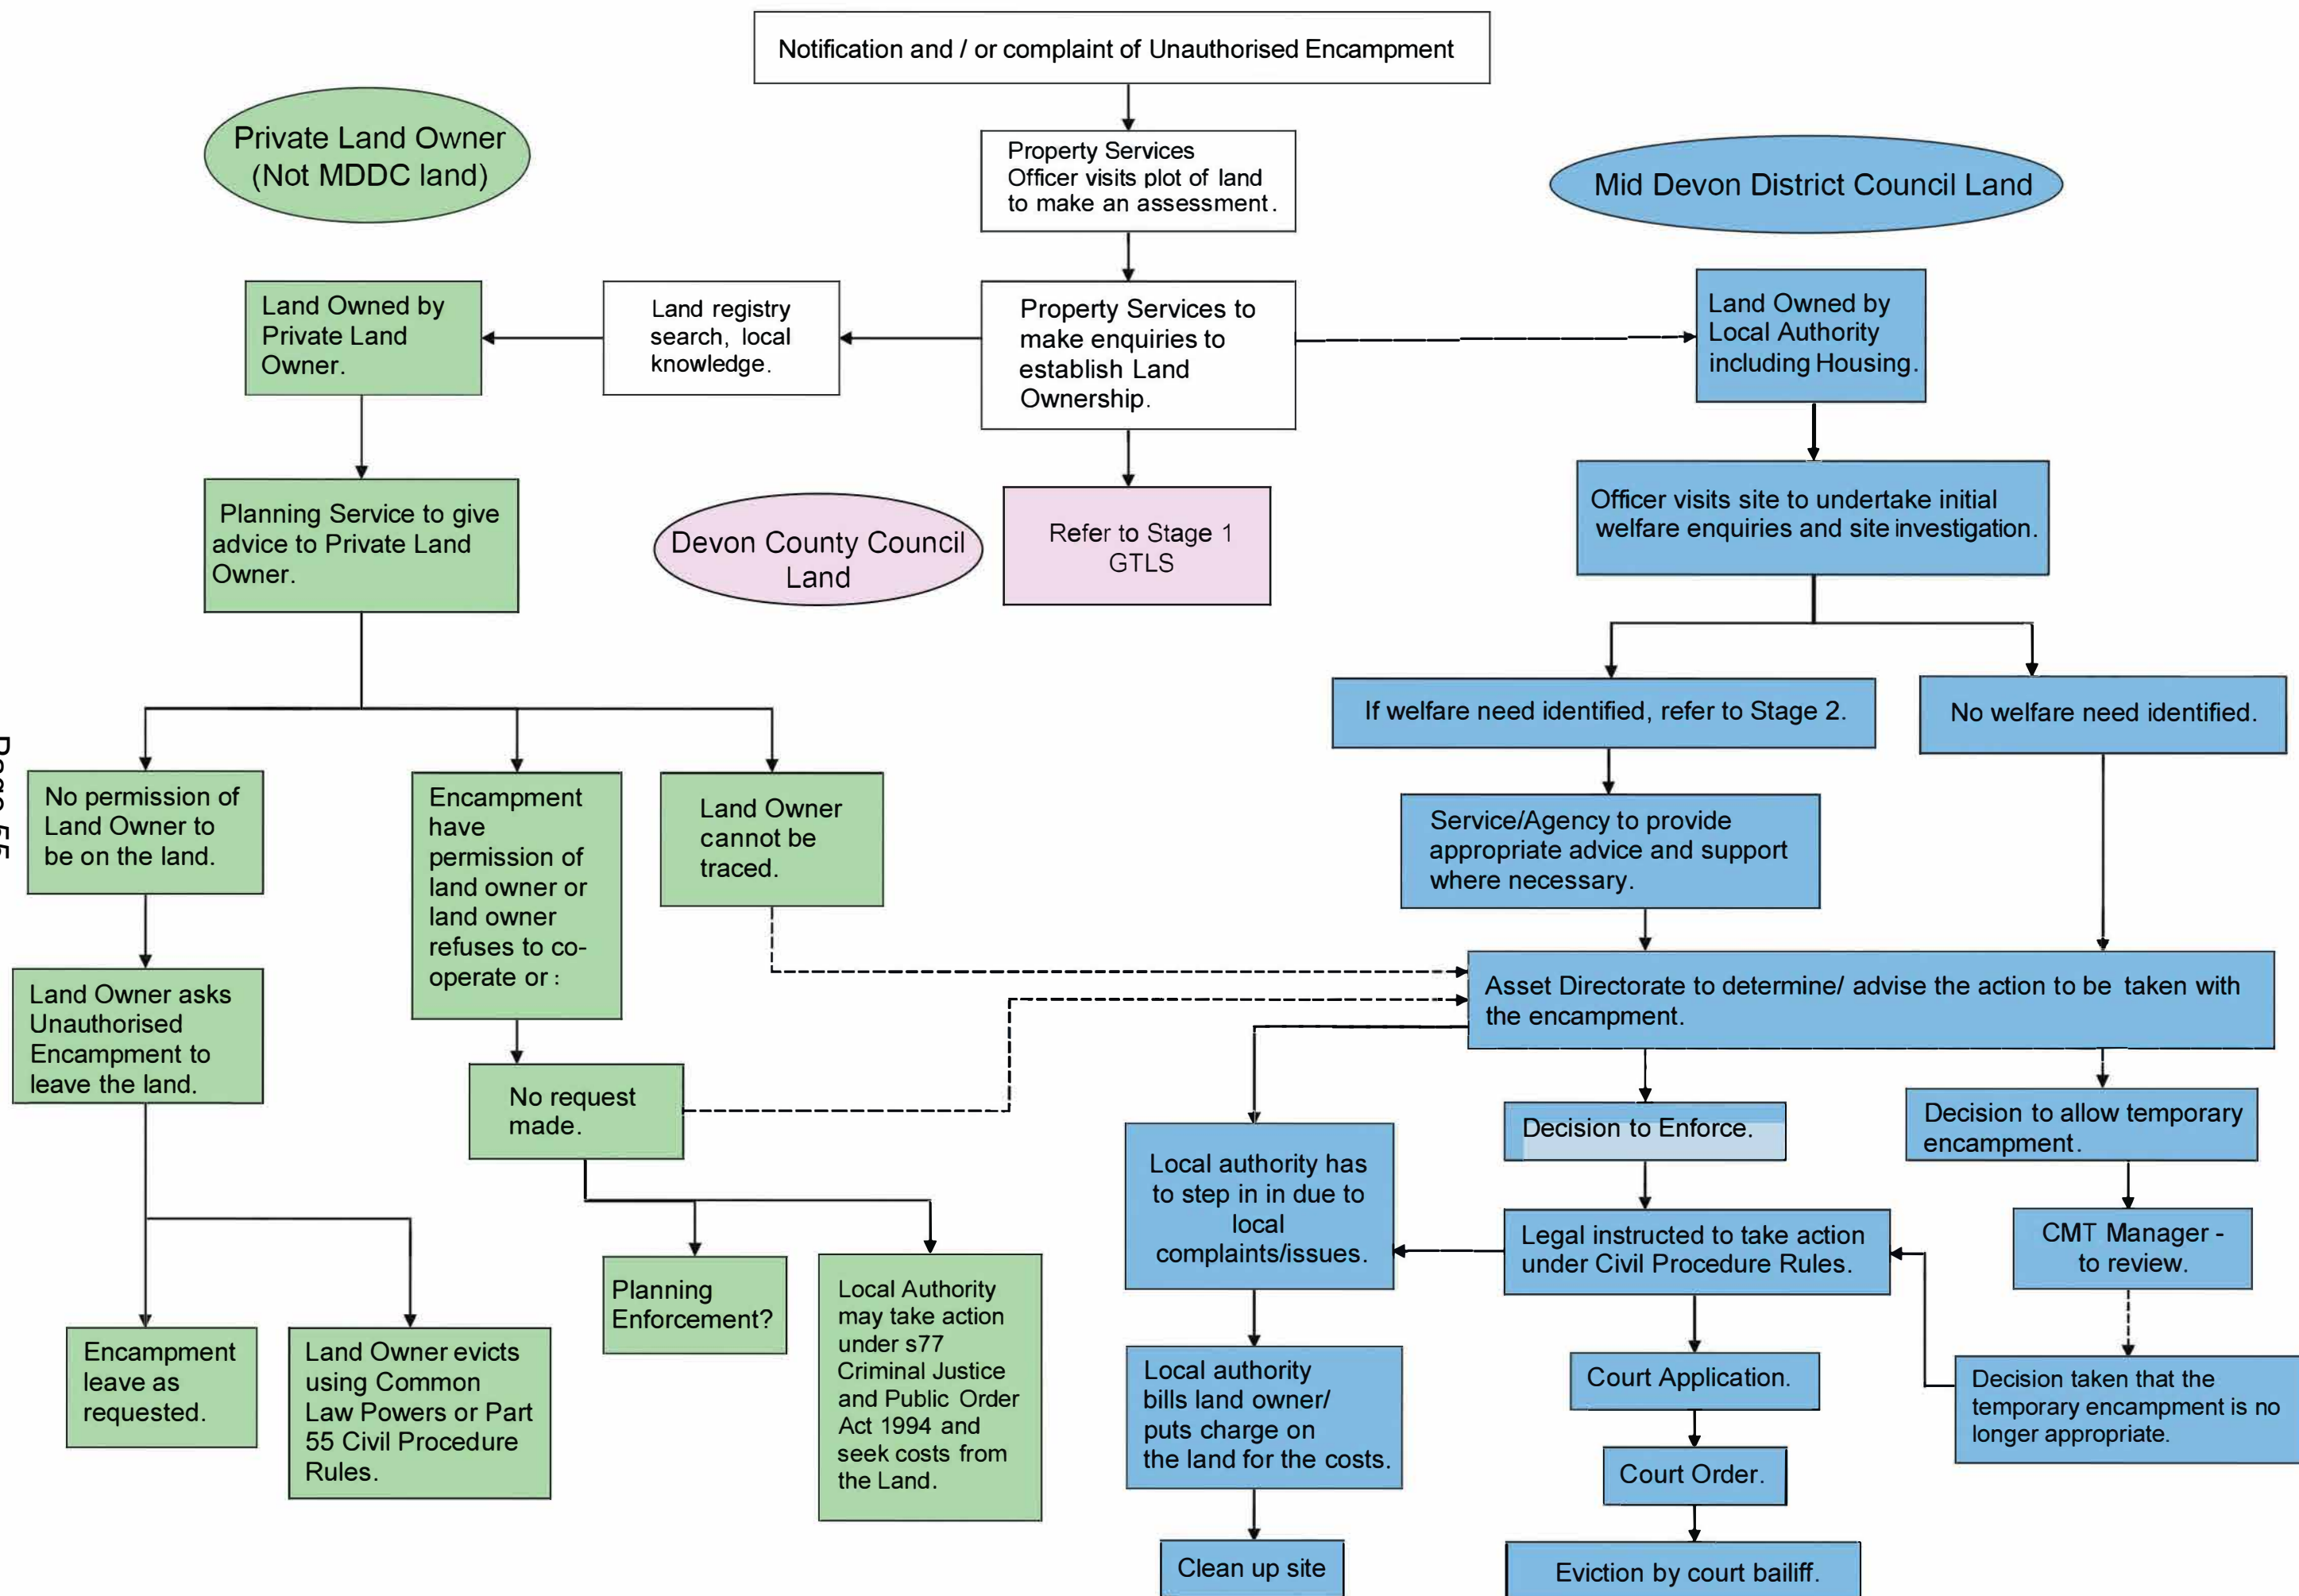 Notification and / or complaint of Unauthorised Encampment
Private Land Owner
(Not MDDC land)
Property Services
Officer visits plot of land
to make an assessment.
Mid Devon District Council Land
Land Owned by
Private Land
Owner.
Land registry
search, local
knowledge.
Property Services to
make enquiries to
establish Land
Ownership.
Land Owned by
Local Authority
including Housing.
Planning Service to give
advice to Private Land
Owner.
Devon County Council
Land
Refer to Stage 1
GTLS
Officer visits site to undertake initial
welfare enquiries and site investigation.
If welfare need identified, refer to Stage 2.
No welfare need identified.
Page 55
No permission of
Land Owner to
be on the land.
Encampment
have
permission of
land owner or
land owner
refuses to co-
operate or :
Land Owner
cannot be
traced.
Service/Agency to provide
appropriate advice and support
where necessary.
Land Owner asks
Unauthorised
Encampment to
leave the land.
Asset Directorate to determine/ advise the action to be taken with
the encampment.
No request
made.
Local authority has
to step in in due to
local
complaints/issues.
Decision to Enforce.
Decision to allow temporary
encampment.
Legal instructed to take action
under Civil Procedure Rules.
CMT Manager -
to review.
Encampment
leave as
requested.
Land Owner evicts
using Common
Law Powers or Part
55 Civil Procedure
Rules.
Planning
Enforcement?
Local Authority
may take action
under s77
Criminal Justice
and Public Order
Act 1994 and
seek costs from
the Land.
Local authority
bills land owner/
puts charge on
the land for the costs.
Court Application.
Decision taken that the
temporary encampment is no
longer appropriate.
Court Order.
Clean up site
Eviction by court bailiff.